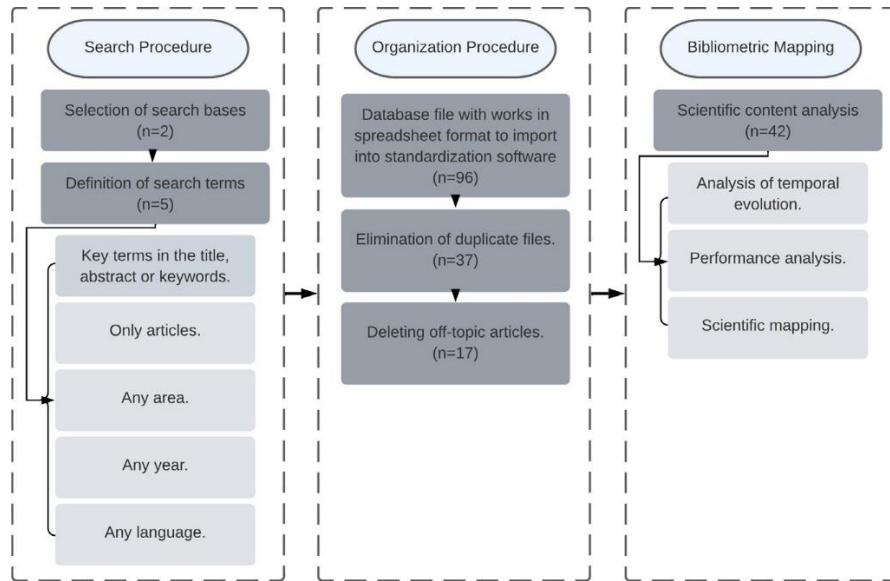 Search Procedure
Selection of search bases
(n=2)
Definition of search terms
(n=5)
Key terms in the title,
abstract or keywords.
Only articles.
Any area.
Any year.
Any language.
Organization Procedure
Database file with works in
spreadsheet format to import
into standardization software
(n=96)
Elimination of duplicate files.
(n=37)
Deleting off-topic articles.
(n=17)
Bibliometric Mapping
Scientific content analysis
(n=42)
Analysis of temporal
evolution.
Performance analysis.
Scientific mapping.